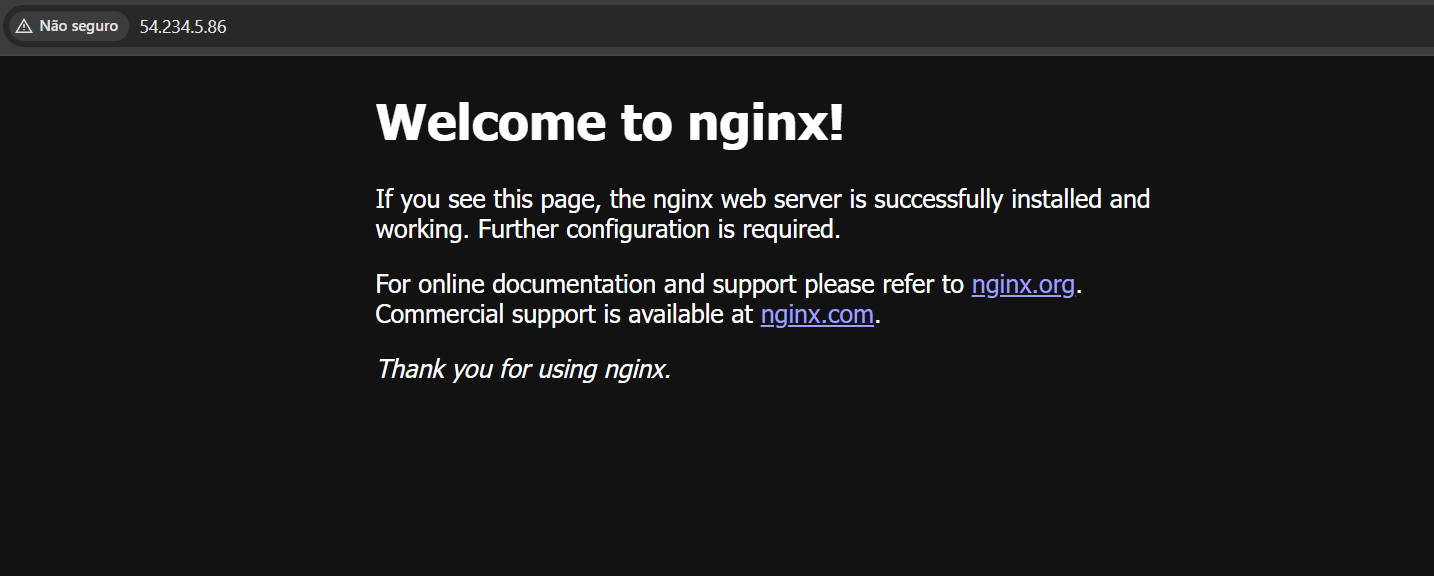 Não seguro 54.234.5.86
Welcome to nginx!
If you see this page, the nginx web server is successfully installed and
working. Further configuration is required.
For online documentation and support please refer to nginx.org.
Commercial support is available at nginx.com.
Thank you for using nginx.